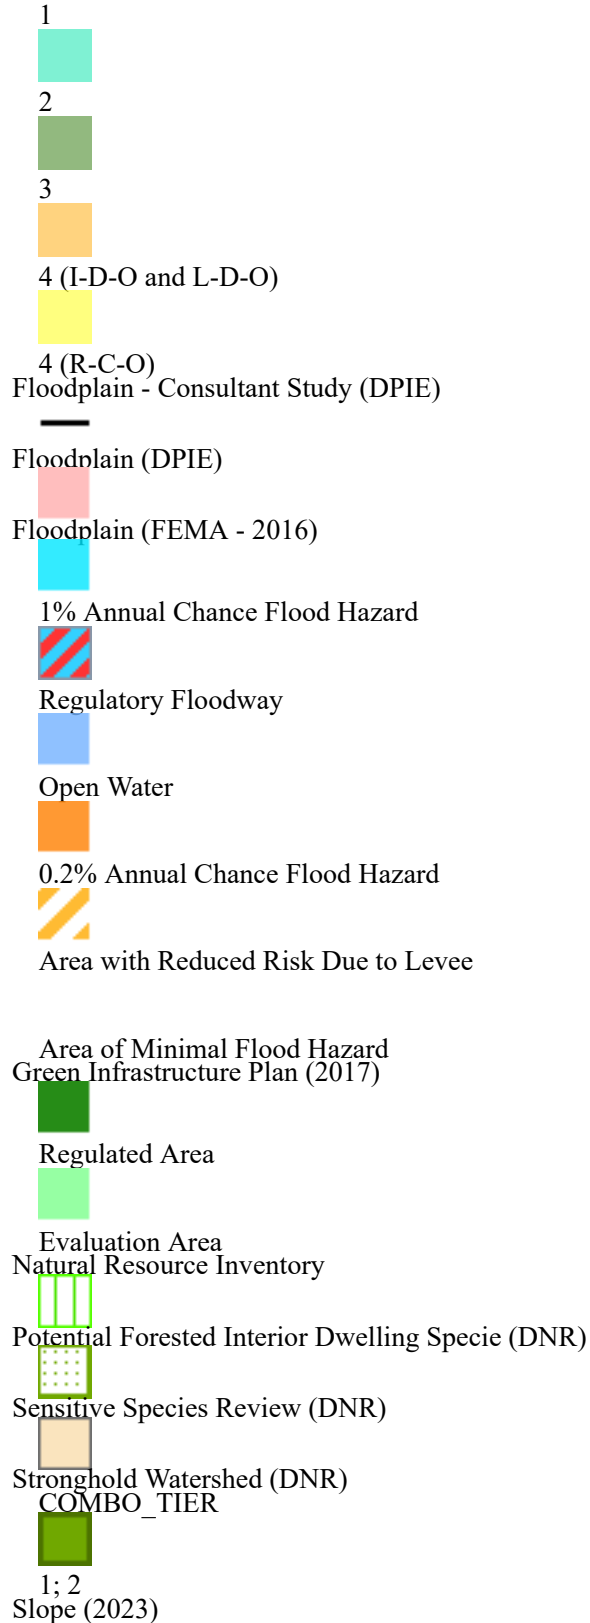 1
2
3
4 (I-D-O and L-D-O)
4 (R-C-O)
Floodplain - Consultant Study (DPIE)
Floodplain (DPIE)
Floodplain (FEMA - 2016)
1% Annual Chance Flood Hazard
Regulatory Floodway
Open Water
0.2% Annual Chance Flood Hazard
Area with Reduced Risk Due to Levee
Area of Minimal Flood Hazard
Green Infrastructure Plan (2017)
Regulated Area
Evaluation Area
Natural Resource Inventory
Potential Forested Interior Dwelling Specie (DNR)
Sensitive Species Review (DNR)
Stronghold Watershed (DNR)
COMBO_TIER
1; 2
Slope (2023)